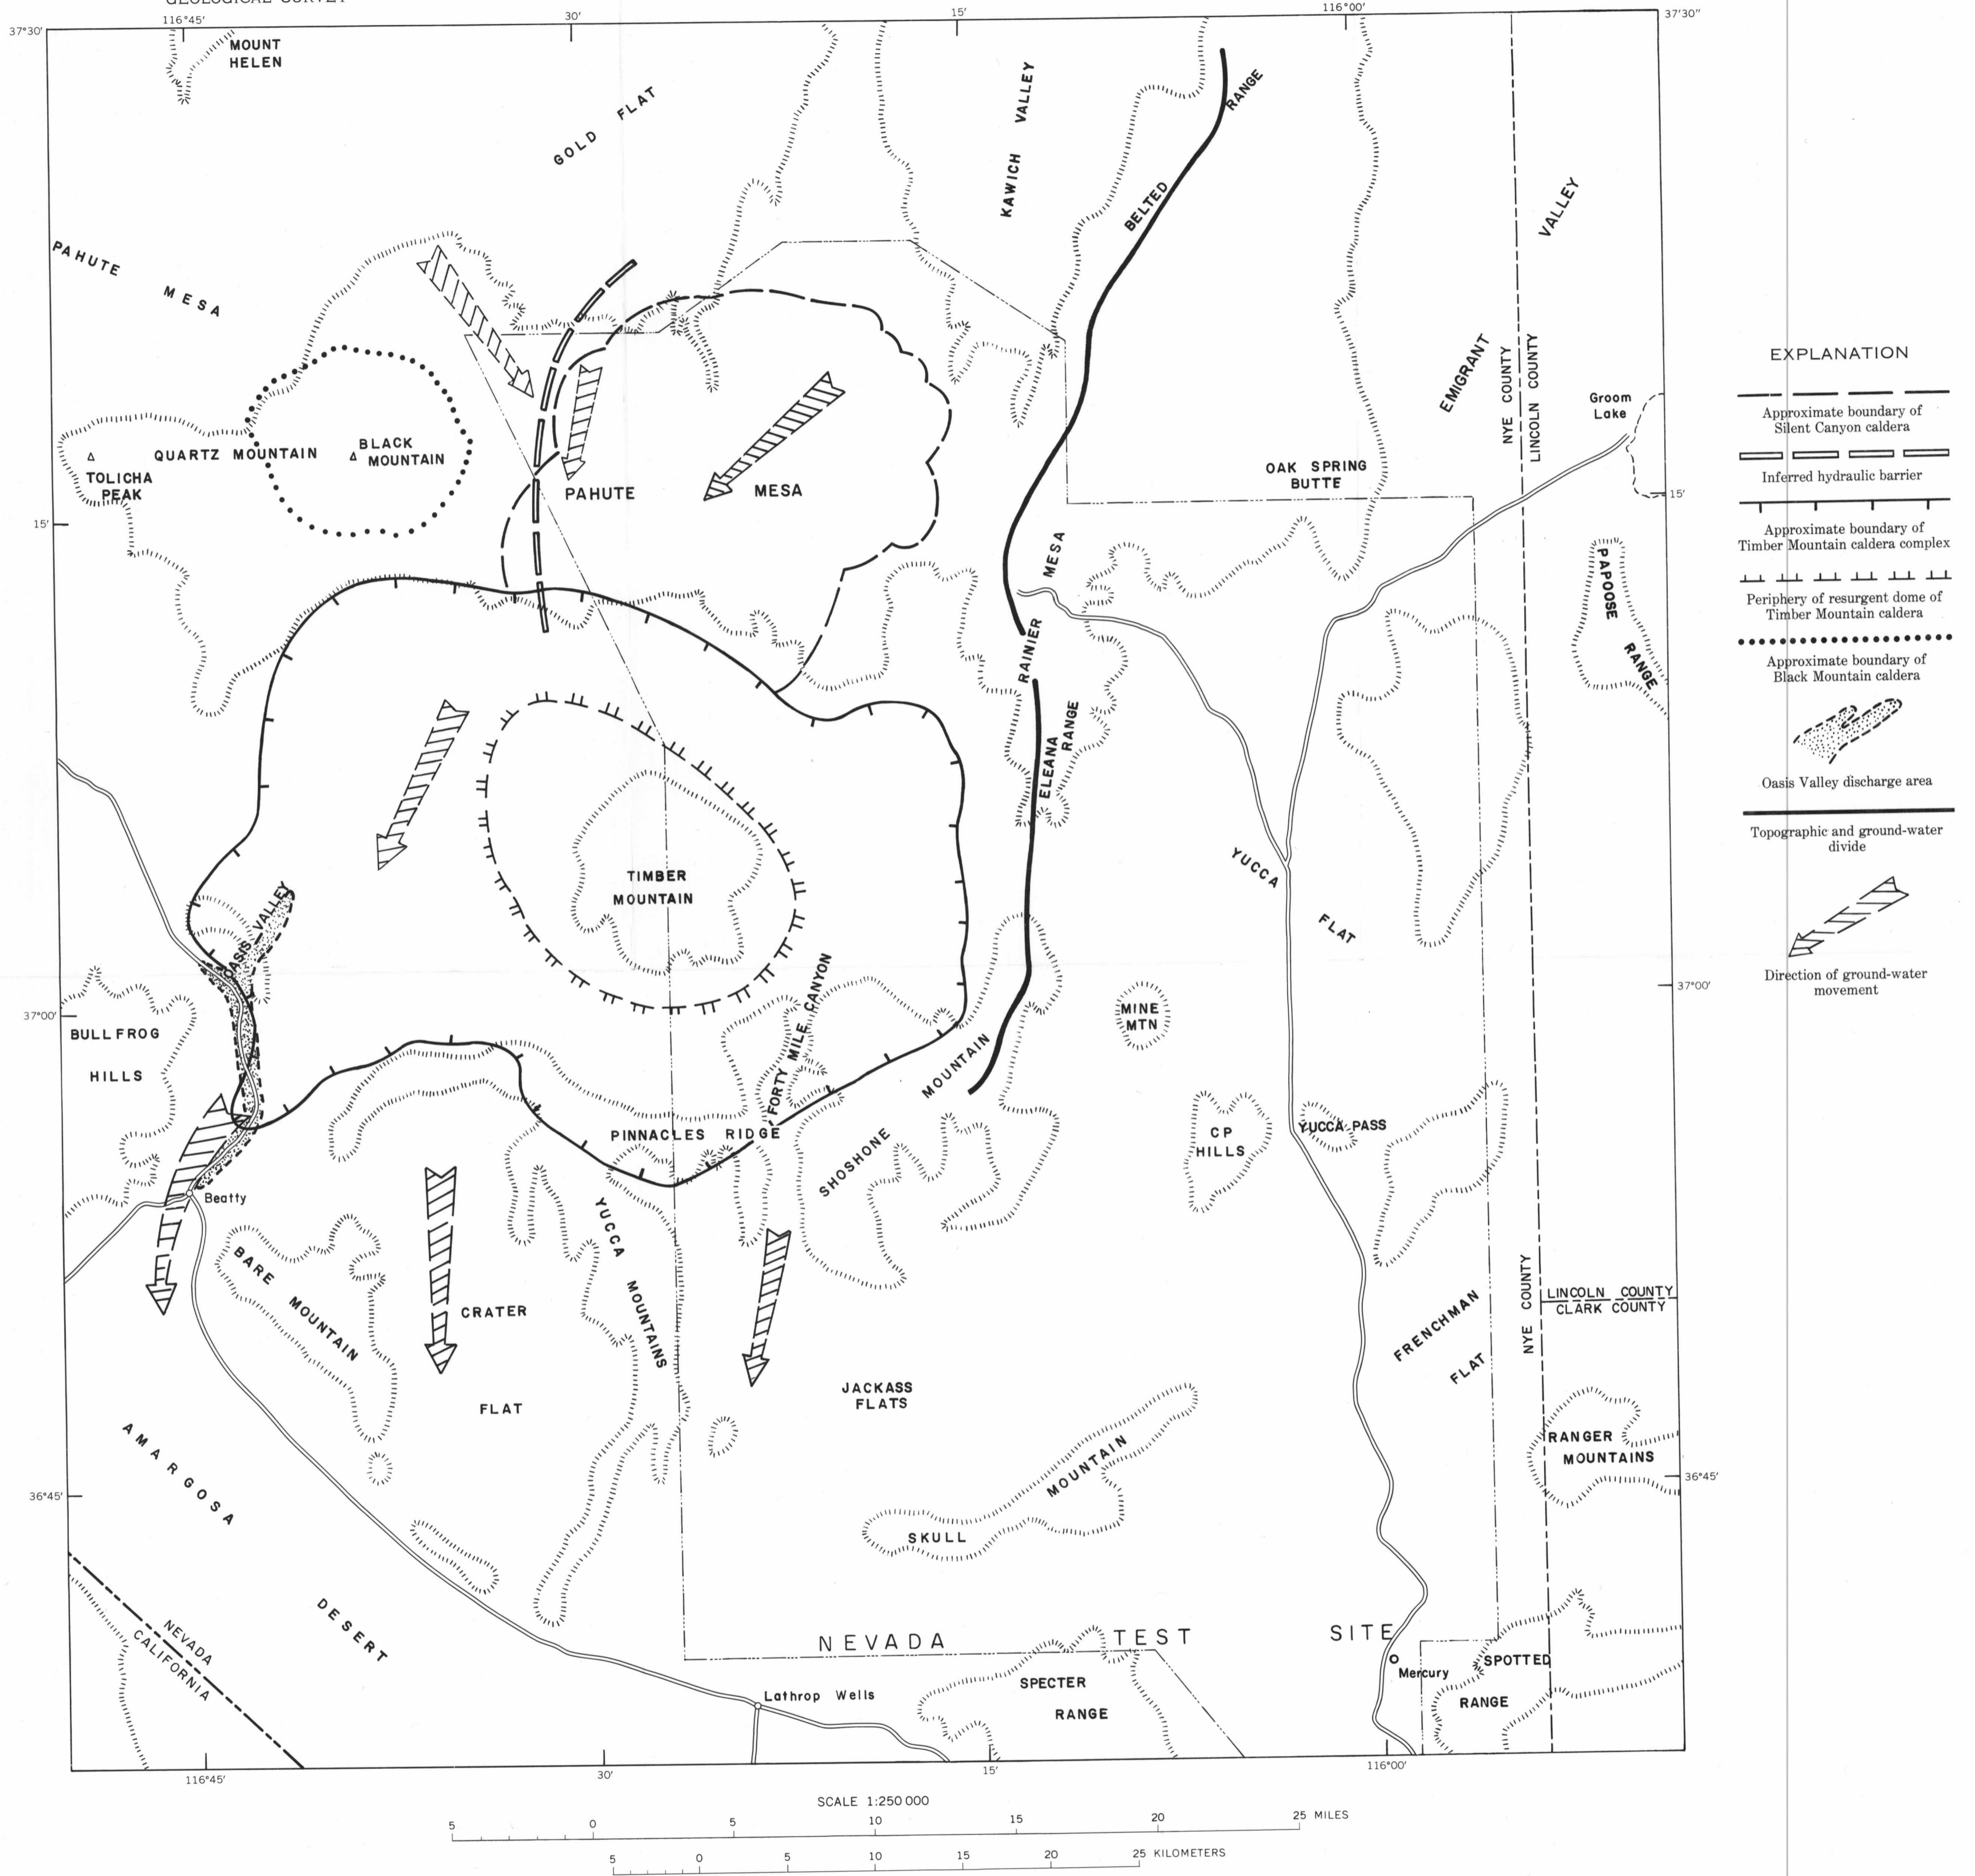 GEOLOGICAL SURVEY
116°45'
30'
15'
116°00'
37°30'
37'30"
MOUNT
HELEN
GOLD FLAT
KAWICH VALLEY
BELTED RANGE
EMIGRANT VALLEY
PAHUTE MESA
NYE COUNTY
LINCOLN COUNTY
Groom
Lake
QUARTZ MOUNTAIN
BLACK
MOUNTAIN
TOLICHA
PEAK
PAHUTE MESA
OAK SPRING
BUTTE
15'
15'
RAINIER MESA
PAPOOSE RANGE
ELEANA
RANGE
TIMBER
MOUNTAIN
YUCCA FLAT
OASIS VALLEY
37°00'
37°00'
BULLFROG
HILLS
FORTY MILE CANYON
MINE
MTN
SHOSHONE MOUNTAIN
PINNACLES RIDGE
CP
HILLS
YUCCA PASS
Beatty
BARE MOUNTAIN
YUCCA MOUNTAINS
CRATER
FLAT
FRENCHMAN
FLAT
NYE COUNTY
LINCOLN COUNTY
CLARK COUNTY
JACKASS
FLATS
RANGER
MOUNTAINS
AMARGOSA DESERT
36°45'
36°45'
SKULL MOUNTAIN
NEVADA
CALIFORNIA
NEVADA TEST SITE
Mercury
SPOTTED
RANGE
SPECTER
RANGE
Lathrop Wells
116°45'
30'
15'
116°00'
SCALE 1:250 000
5 0 5 10 15 20 25 MILES
5 0 5 10 15 20 25 KILOMETERS
EXPLANATION
Approximate boundary of
Silent Canyon caldera
Inferred hydraulic barrier
Approximate boundary of
Timber Mountain caldera complex
Periphery of resurgent dome of
Timber Mountain caldera
Approximate boundary of
Black Mountain caldera
Oasis Valley discharge area
Topographic and ground-water
divide
Direction of ground-water
movement